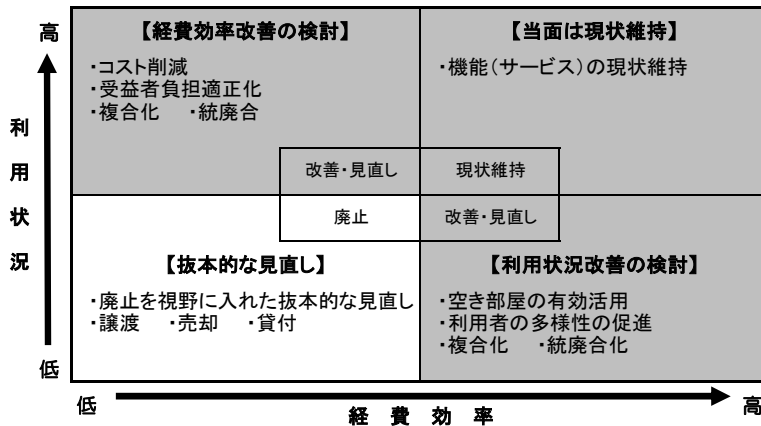 高
利
用
状
況
低
【経費効率改善の検討】
・コスト削減
・受益者負担適正化
・複合化 ・統廃合
【当面は現状維持】
・機能(サービス)の現状維持
改善・見直し
現状維持
廃止
改善・見直し
【抜本的な見直し】
・廃止を視野に入れた抜本的な見直し
・譲渡 ・売却 ・貸付
【利用状況改善の検討】
・空き部屋の有効活用
・利用者の多様性の促進
・複合化 ・統廃合化
低
経費効率
高